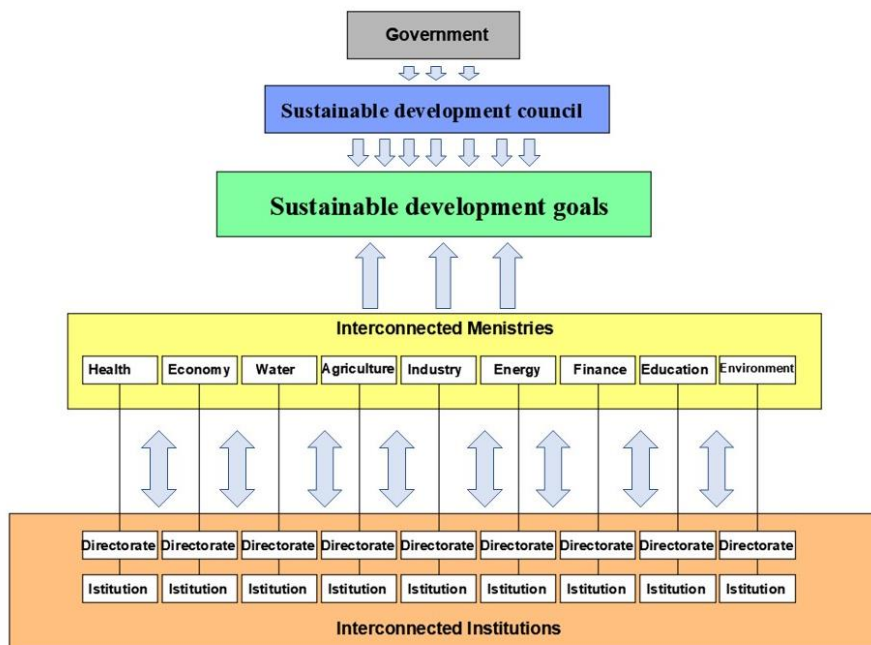 Government
Sustainable development council
Sustainable development goals
Interconnected Menistries
Health Economy Water Agriculture Industry Energy Finance Education Environment
Directorate Directorate Directorate Directorate Directorate Directorate Directorate Directorate Directorate
Istitution Istitution Istitution Istitution Istitution Istitution Istitution Istitution Istitution
Interconnected Institutions